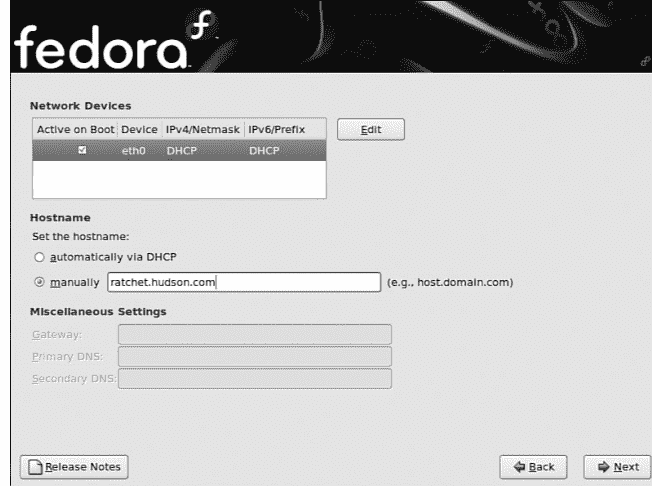 fedora
Network Devices
Active on Boot Device IPv4/Netmask IPv6/Prefix
eth0 DHCP DHCP
Edit
Hostname
Set the hostname:
automatically via DHCP
manually ratchet.hudson.com (e.g., host.domain.com)
Miscellaneous Settings
Gateway:
Primary DNS:
Secondary DNS:
Release Notes
Back
Next